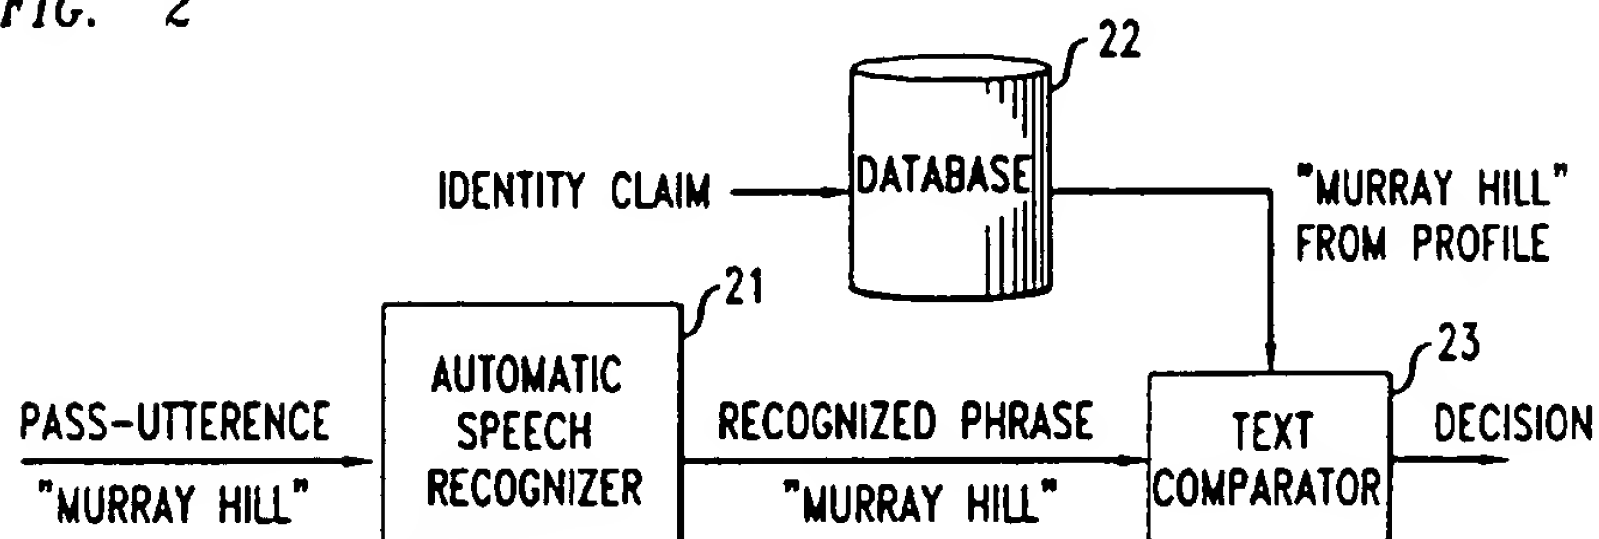 FIG. 2
22
IDENTITY CLAIM
DATABASE
"MURRAY HILL"
FROM PROFILE
21
23
AUTOMATIC
SPEECH
RECOGNIZER
PASS-UTTERENCE
"MURRAY HILL"
RECOGNIZED PHRASE
"MURRAY HILL"
TEXT
COMPARATOR
DECISION